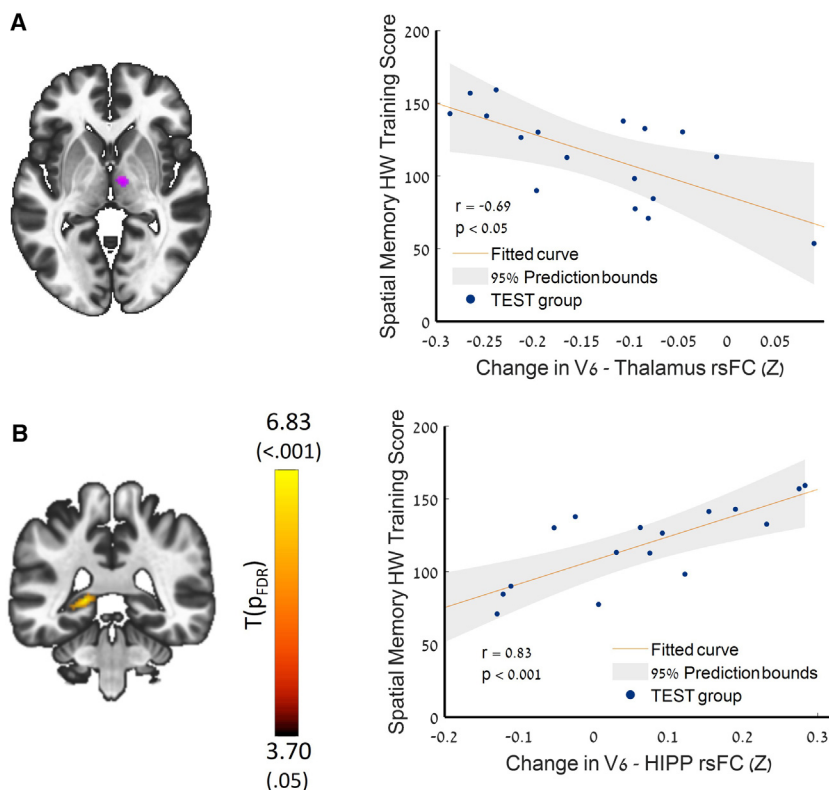 A
Spatial Memory HW Training Score
200
150
100
50
0
r = -0.69
p < 0.05
Fitted curve
95% Prediction bounds
TEST group
-0.3 -0.25 -0.2 -0.15 -0.1 -0.05 0 0.05
Change in V6 - Thalamus rsFC (Z)
B
6.83
(<.001)
T(pFDR)
3.70
(.05)
Spatial Memory HW Training Score
200
150
100
50
0
r = 0.83
p < 0.001
Fitted curve
95% Prediction bounds
TEST group
-0.2 -0.1 0 0.1 0.2 0.3
Change in V6 - HIPP rsFC (Z)